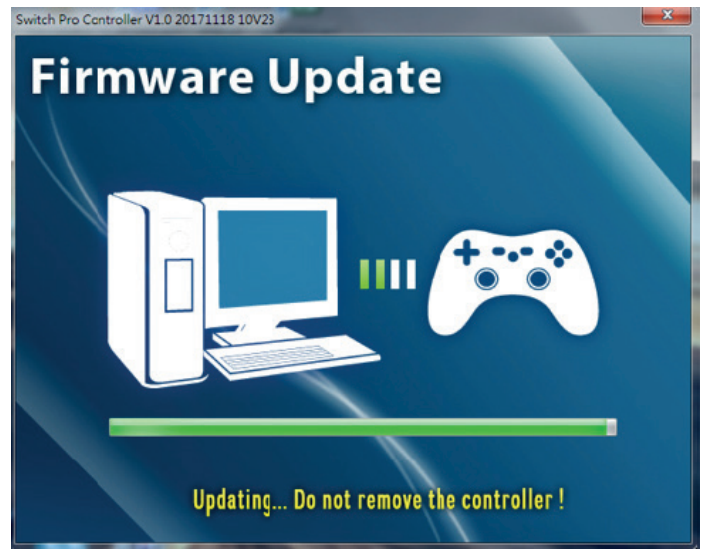 Switch Pro Controller V1.0 20171118 10V23
Firmware Update
Updating... Do not remove the controller !